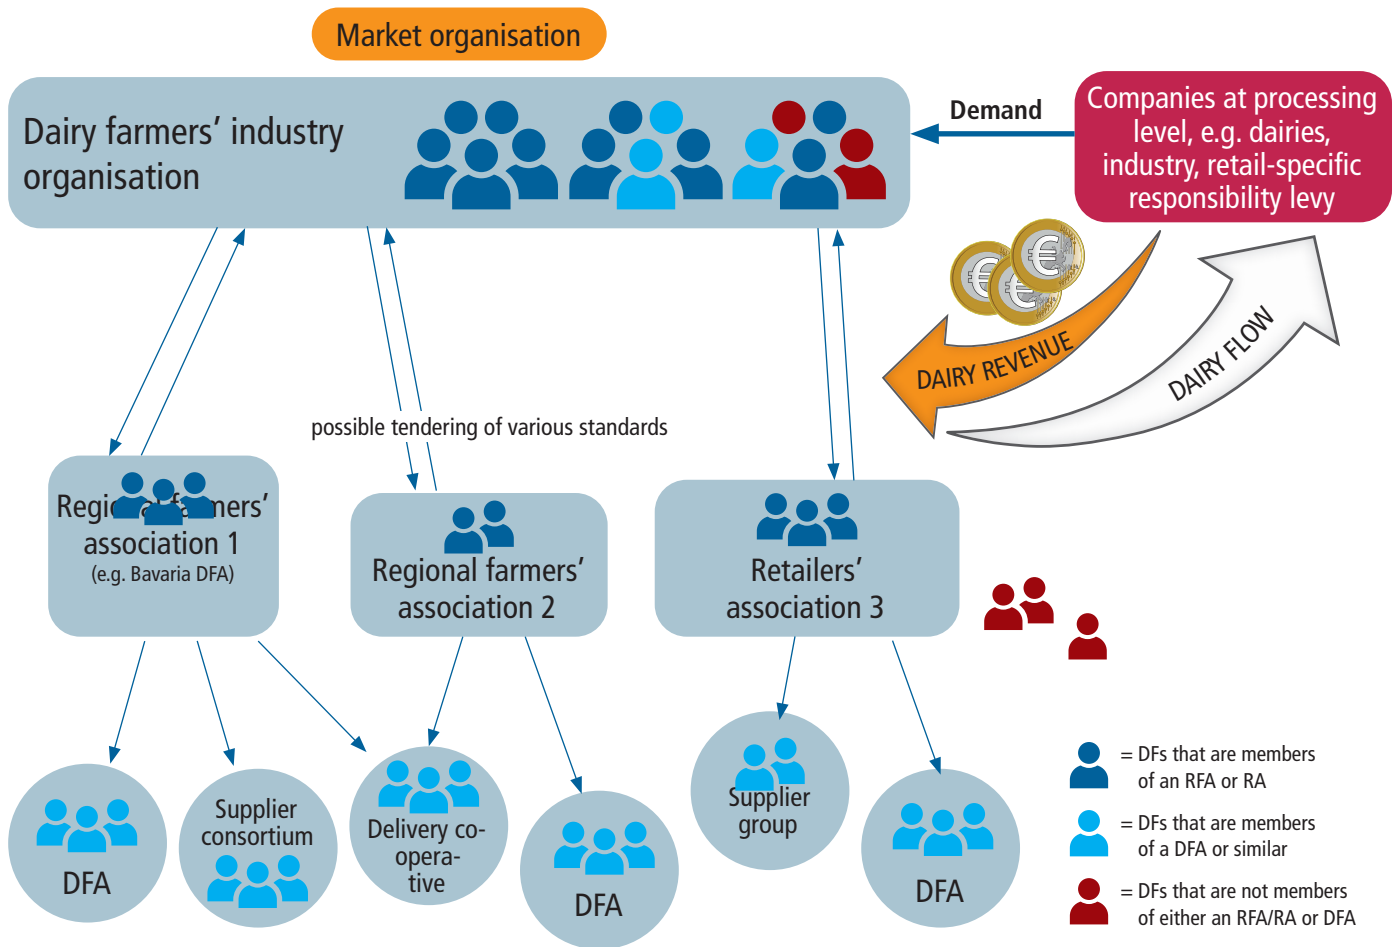 Market organisation
Dairy farmers' industry
organisation
Demand
Companies at processing
level, e.g. dairies,
industry, retail-specific
responsibility levy
€
€
€
DAIRY REVENUE
DAIRY FLOW
possible tendering of various standards
Regional farmers'
association 1
(e.g. Bavaria DFA)
Regional farmers'
association 2
Retailers'
association 3
DFA
Supplier
consortium
Delivery co-
opera-
tive
DFA
Supplier
group
DFA
= DFs that are members
of an RFA or RA
= DFs that are members
of a DFA or similar
= DFs that are not members
of either an RFA/RA or DFA